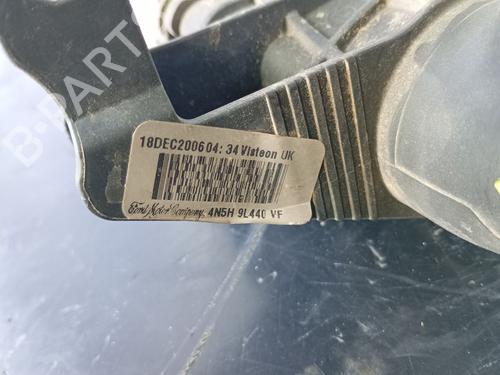 B-PARTS
18DEC200604: 34 Visteon UK
Ford Motor Company, 4N5H 9L440 VF